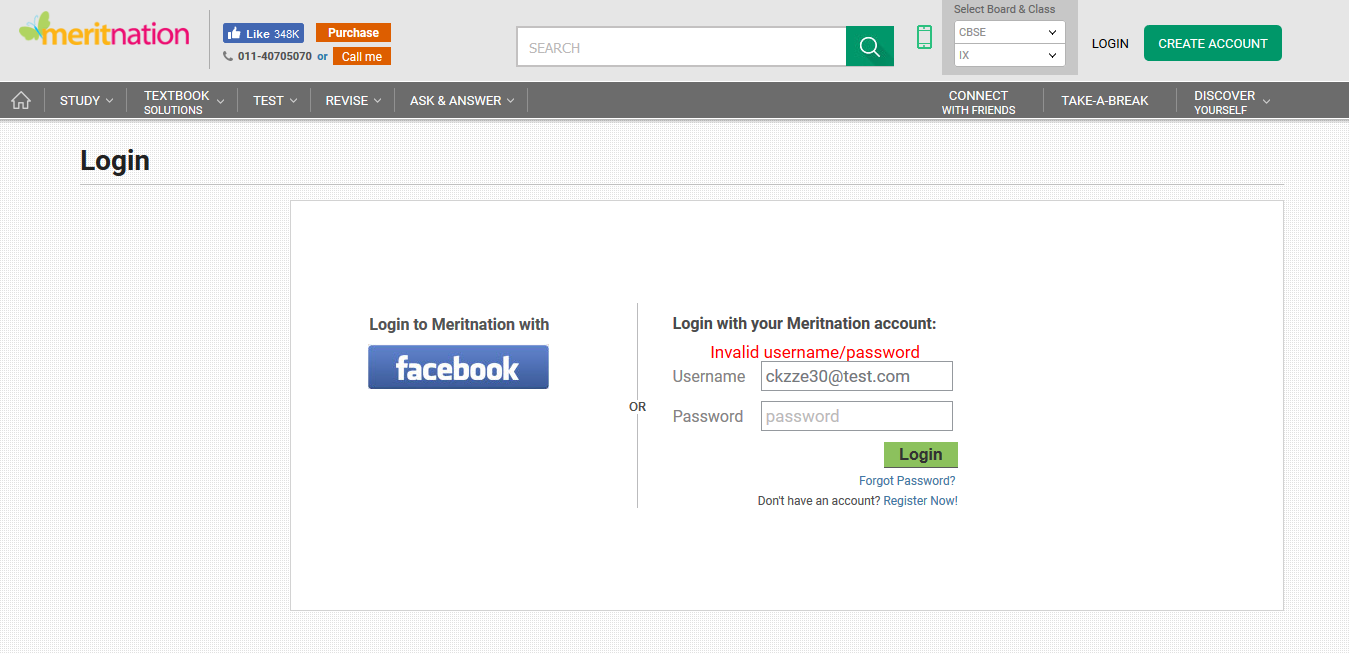 meritnation
Like 348K
Purchase
011-40705070 or
Call me
SEARCH
Select Board & Class
CBSE
IX
LOGIN
CREATE ACCOUNT
STUDY
TEXTBOOK
SOLUTIONS
TEST
REVISE
ASK & ANSWER
CONNECT
WITH FRIENDS
TAKE-A-BREAK
DISCOVER
YOURSELF
Login
Login to Meritnation with
facebook
OR
Login with your Meritnation account:
Invalid username/password
Username ckzze30@test.com
Password password
Login
Forgot Password?
Don't have an account? Register Now!